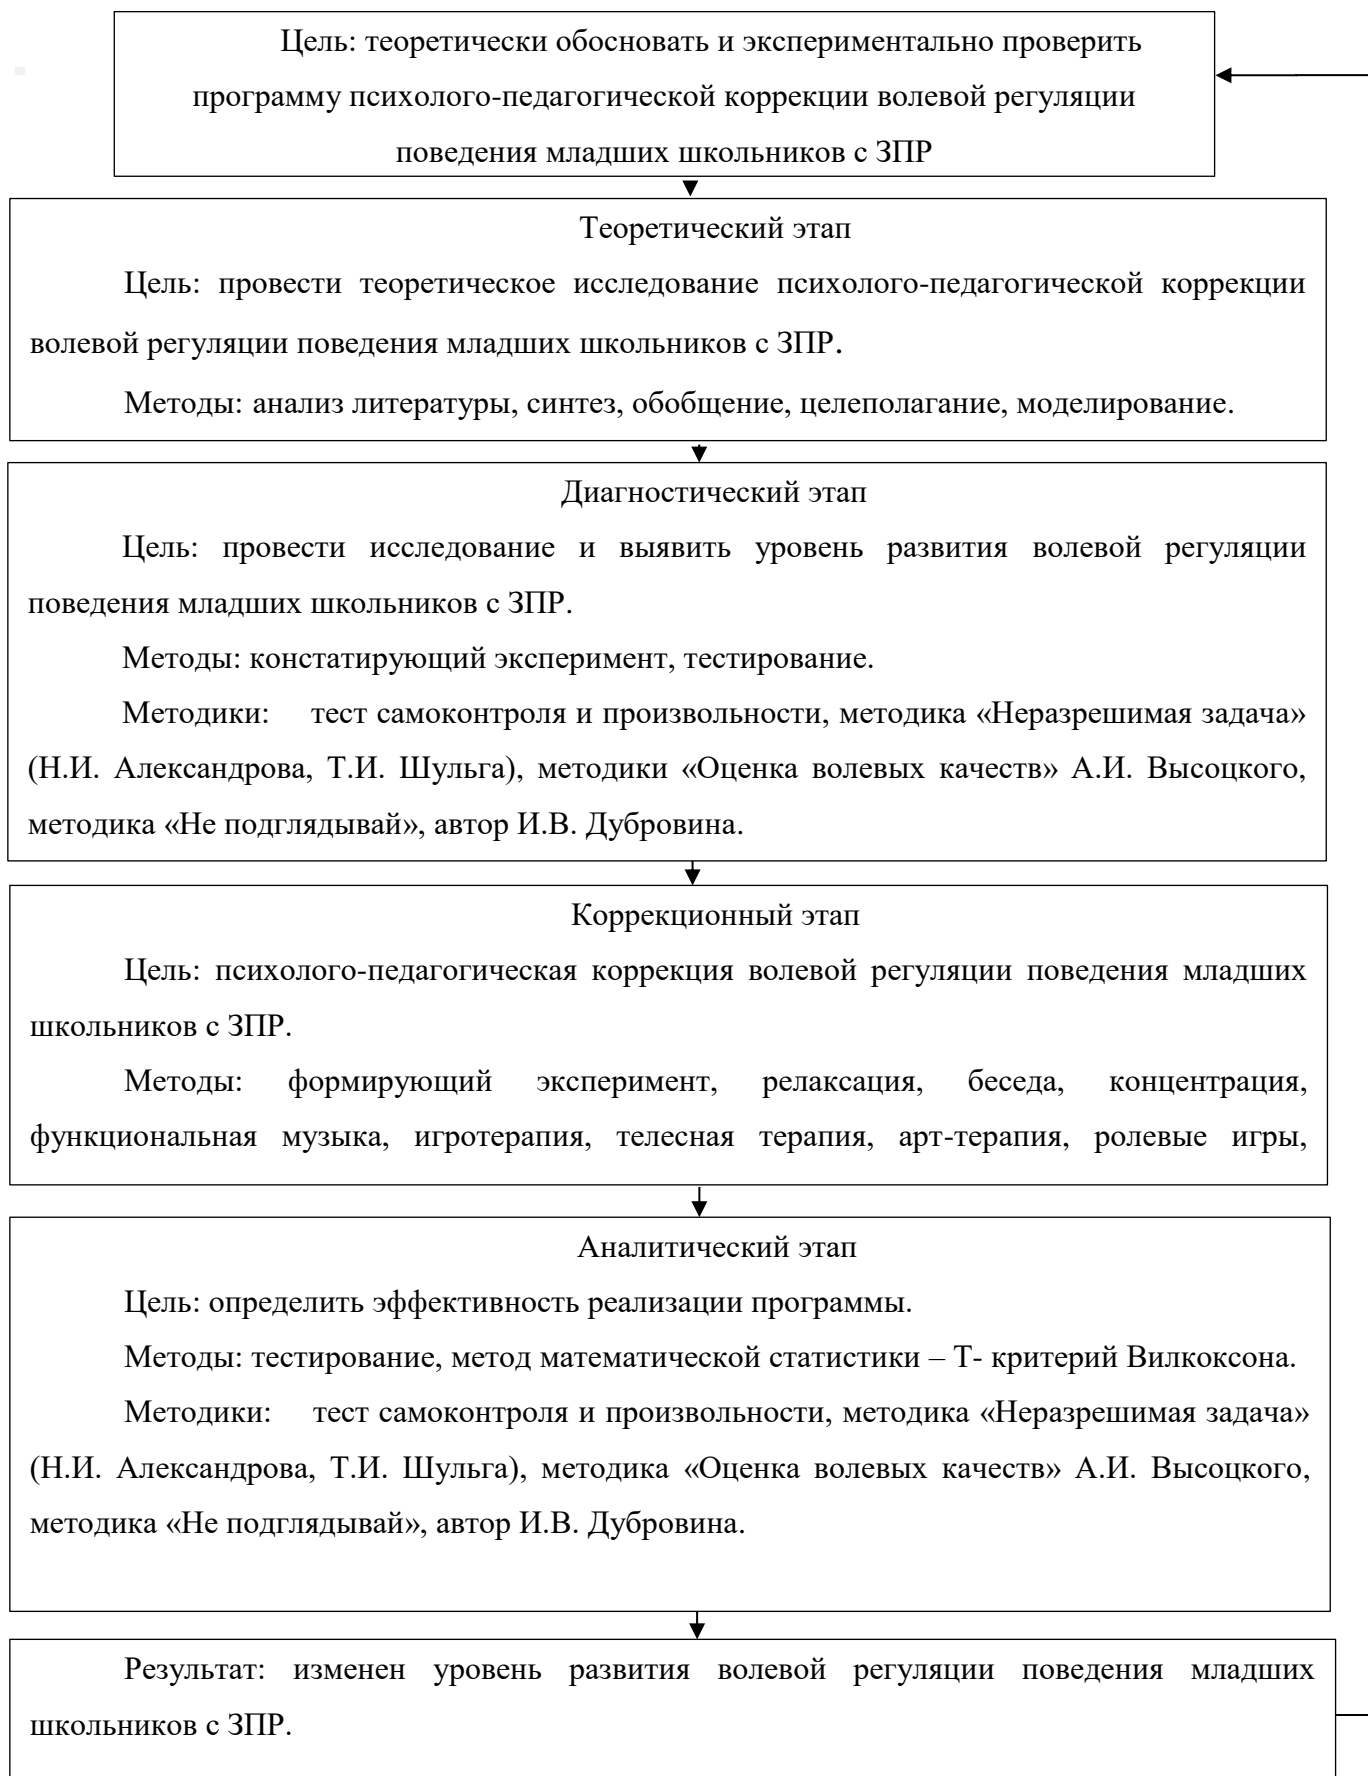 Цель: теоретически обосновать и экспериментально проверить
программу психолого-педагогической коррекции волевой регуляции
поведения младших школьников с ЗПР
Теоретический этап
Цель: провести теоретическое исследование психолого-педагогической коррекции
волевой регуляции поведения младших школьников с ЗПР.
Методы: анализ литературы, синтез, обобщение, целеполагание, моделирование.
Диагностический этап
Цель: провести исследование и выявить уровень развития волевой регуляции
поведения младших школьников с ЗПР.
Методы: констатирующий эксперимент, тестирование.
Методики: тест самоконтроля и произвольности, методика «Неразрешимая задача»
(Н.И. Александрова, Т.И. Шульга), методики «Оценка волевых качеств» А.И. Высоцкого,
методика «Не подглядывай», автор И.В. Дубровина.
Коррекционный этап
Цель: психолого-педагогическая коррекция волевой регуляции поведения младших
школьников с ЗПР.
Методы: формирующий эксперимент, релаксация, беседа, концентрация,
функциональная музыка, игротерапия, телесная терапия, арт-терапия, ролевые игры,
Аналитический этап
Цель: определить эффективность реализации программы.
Методы: тестирование, метод математической статистики – Т- критерий Вилкоксона.
Методики: тест самоконтроля и произвольности, методика «Неразрешимая задача»
(Н.И. Александрова, Т.И. Шульга), методика «Оценка волевых качеств» А.И. Высоцкого,
методика «Не подглядывай», автор И.В. Дубровина.
Результат: изменен уровень развития волевой регуляции поведения младших
школьников с ЗПР.